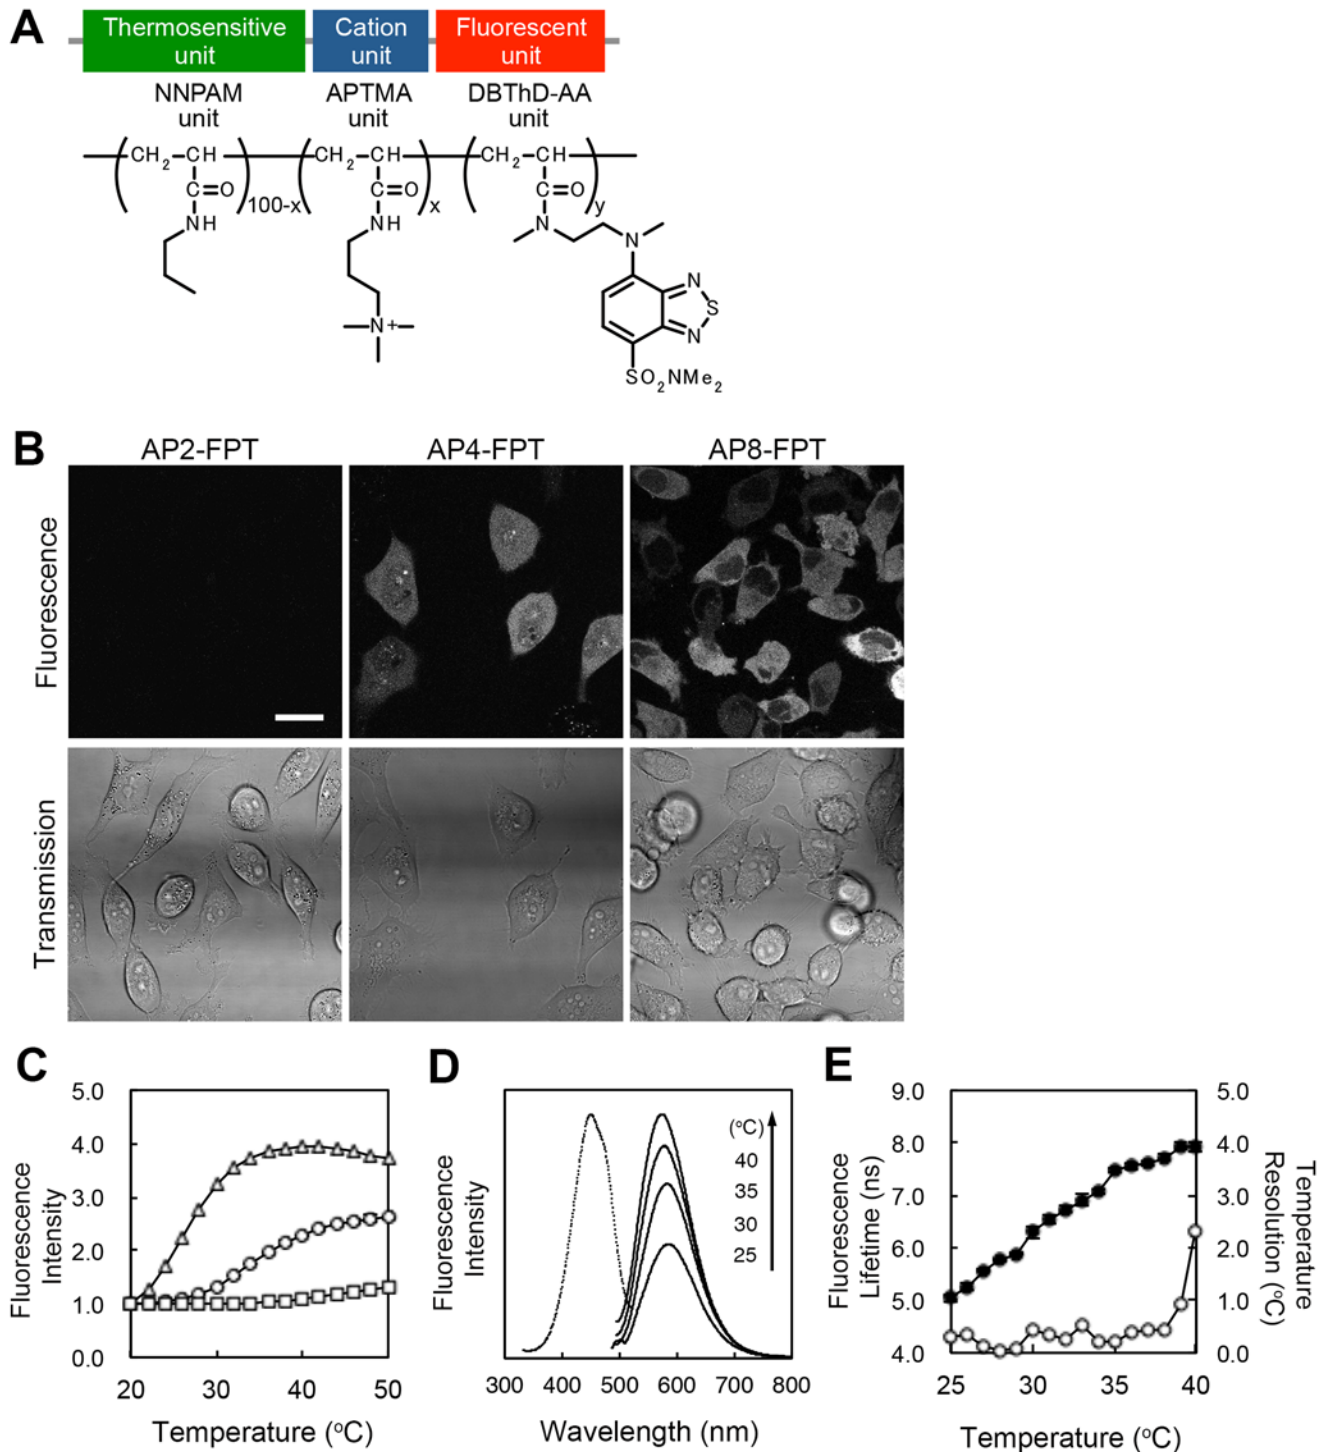 A
Thermosensitive
unit
Cation
unit
Fluorescent
unit
NNPAM
unit
APTMA
unit
DBThD-AA
unit
CH2 CH
C=O
NH
100-x
CH2 CH
C=O
NH
x
N+
CH2 CH
C=O
N
y
N
N
S
N
SO2NMe2
B
AP2-FPT
AP4-FPT
AP8-FPT
Fluorescence
Transmission
C
Fluorescence
Intensity
5.0
4.0
3.0
2.0
1.0
0.0
20 30 40 50
Temperature (oC)
D
Fluorescence
Intensity
(oC)
40
35
30
25
300 400 500 600 700 800
Wavelength (nm)
E
Fluorescence
Lifetime (ns)
9.0
8.0
7.0
6.0
5.0
4.0
5.0
4.0
3.0
2.0
1.0
0.0
Temperature
Resolution (oC)
25 30 35 40
Temperature (oC)